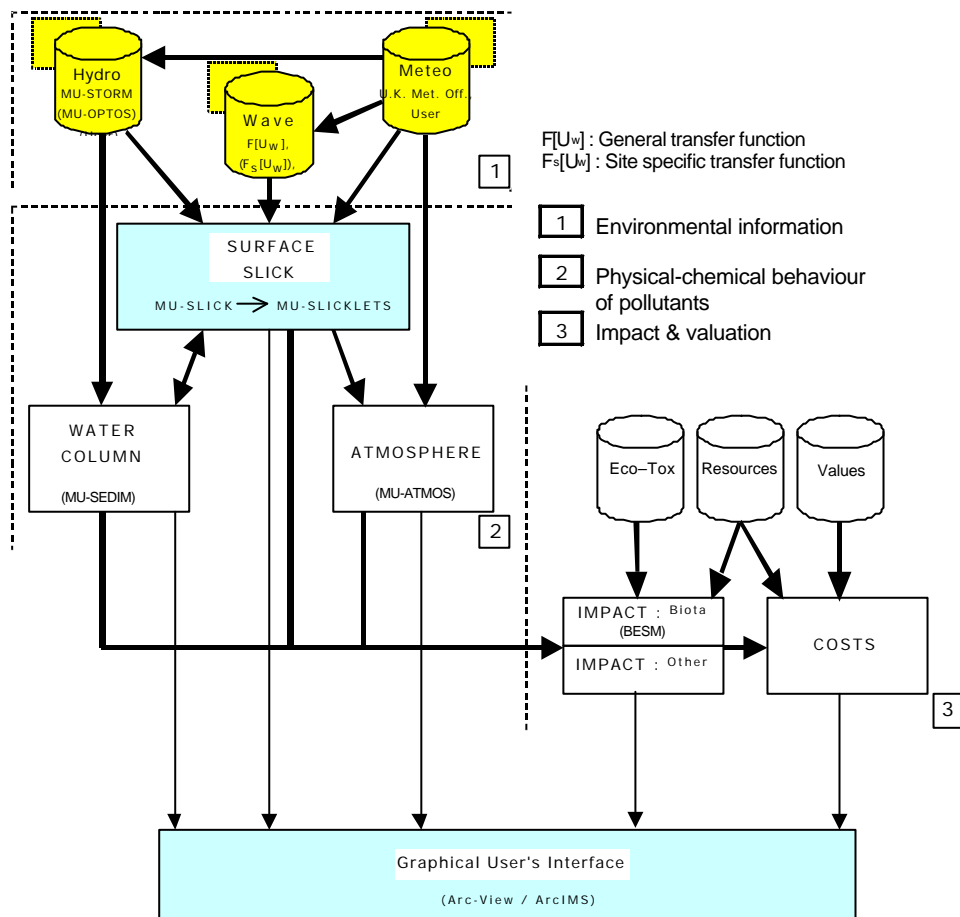 Hydro
MU-STORM
(MU-OPTOS)
Meteo
U.K. Met. Off.,
User
Wave
F[Uw],
(Fs[Uw]),
1
F[Uw] : General transfer function
Fs[Uw] : Site specific transfer function
1 Environmental information
2 Physical-chemical behaviour
of pollutants
3 Impact & valuation
SURFACE
SLICK
MU-SLICK → MU-SLICKLETS
WATER
COLUMN
(MU-SEDIM)
ATMOSPHERE
(MU-ATMOS)
2
Eco–Tox
Resources
Values
IMPACT : Biota
(BESM)
IMPACT : Other
COSTS
3
Graphical User's Interface
(Arc-View / ArcIMS)